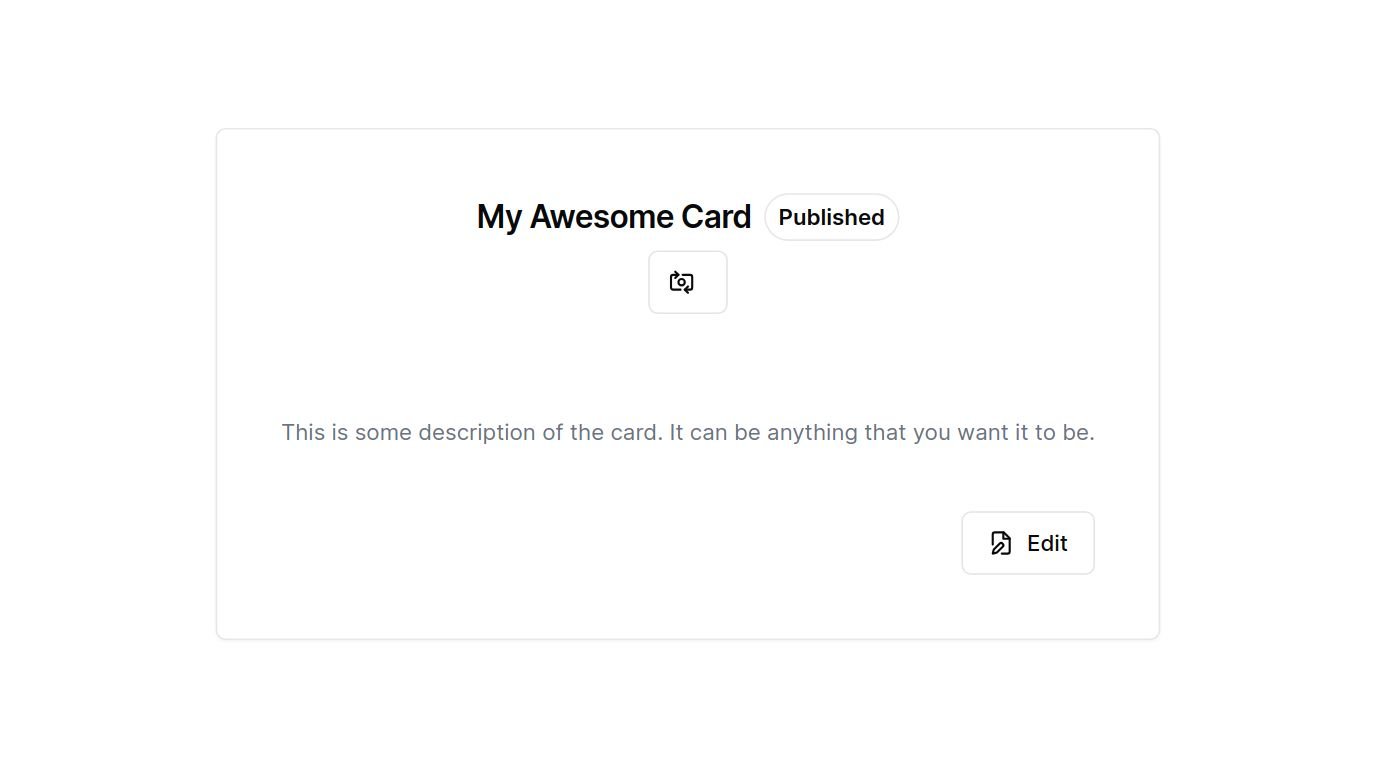 My Awesome Card Published
This is some description of the card. It can be anything that you want it to be.
Edit